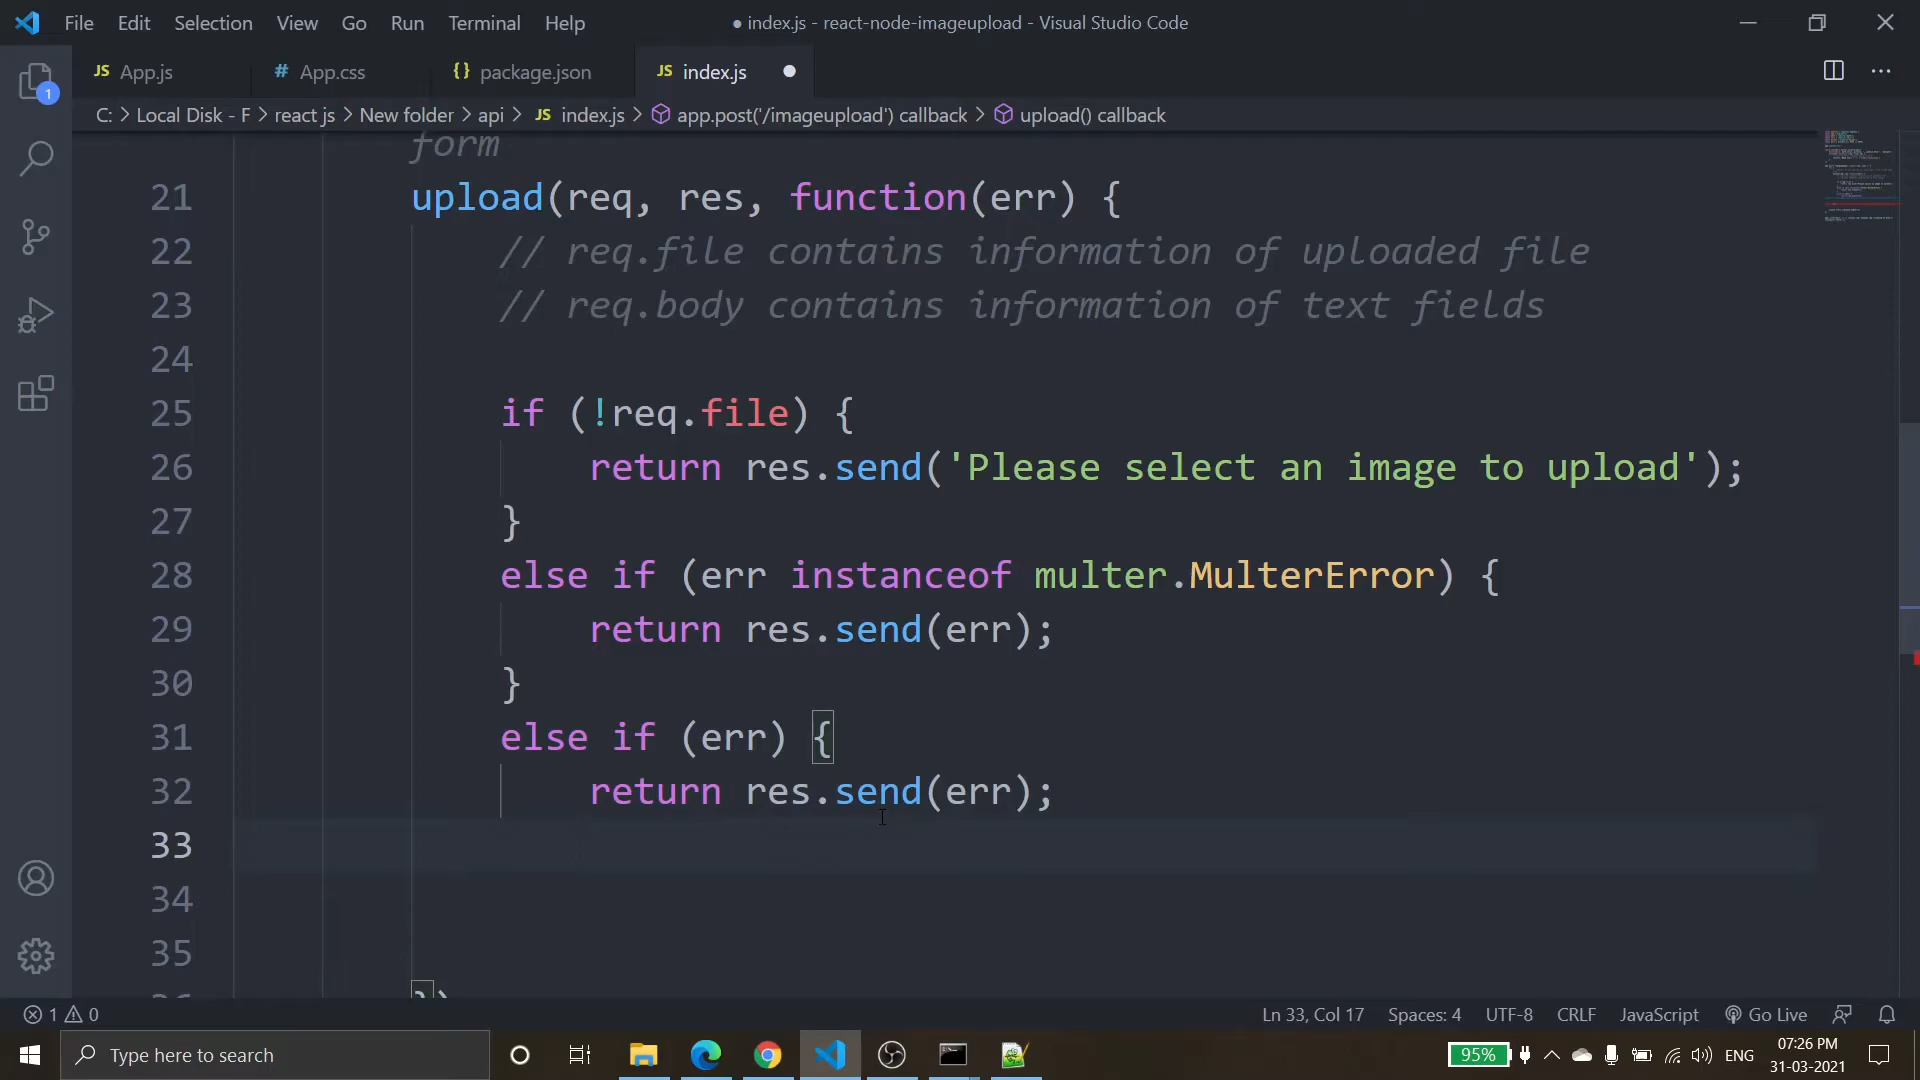 File Edit Selection View Go Run Terminal Help
● index.js - react-node-imageupload - Visual Studio Code
JS App.js
# App.css
{} package.json
JS index.js ●
1
C: > Local Disk - F > react js > New folder > api > JS index.js > app.post('/imageupload') callback > upload() callback
form
21 upload(req, res, function(err) {
22 // req.file contains information of uploaded file
23 // req.body contains information of text fields
24
25 if (!req.file) {
26 return res.send('Please select an image to upload');
27 }
28 else if (err instanceof multer.MulterError) {
29 return res.send(err);
30 }
31 else if (err) {
32 return res.send(err);
33
34
35
1 0
Ln 33, Col 17 Spaces: 4 UTF-8 CRLF JavaScript Go Live
Type here to search
95%
ENG
07:26 PM
31-03-2021